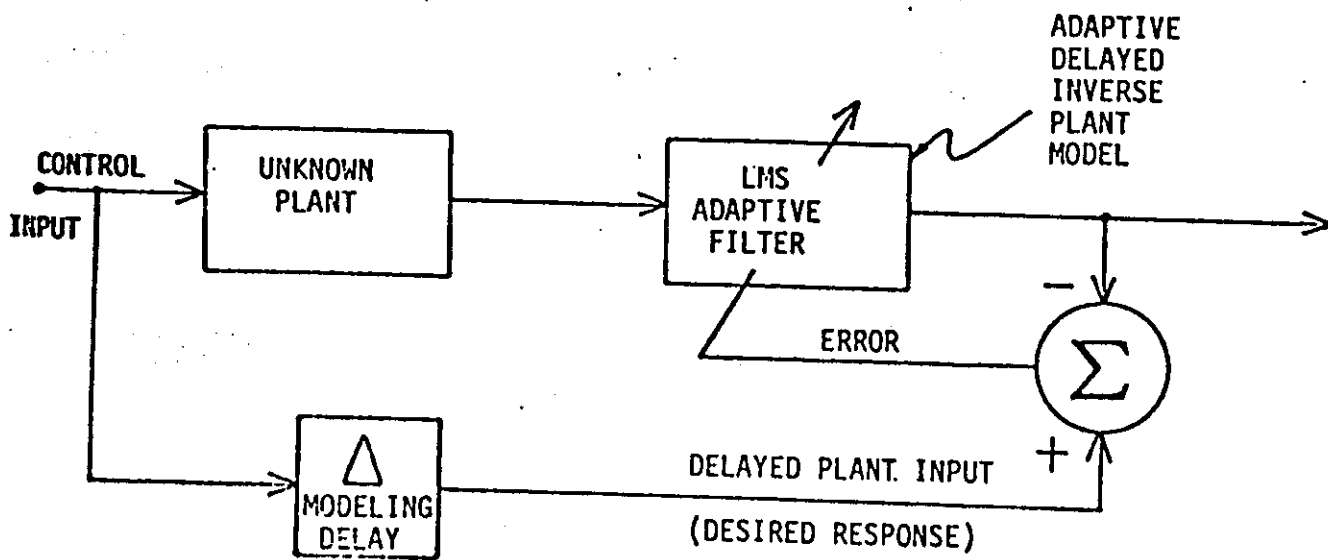 ADAPTIVE
DELAYED
INVERSE
PLANT
MODEL
CONTROL
INPUT
UNKNOWN
PLANT
LMS
ADAPTIVE
FILTER
−
ERROR
Σ
+
Δ
MODELING
DELAY
DELAYED PLANT. INPUT
(DESIRED RESPONSE)